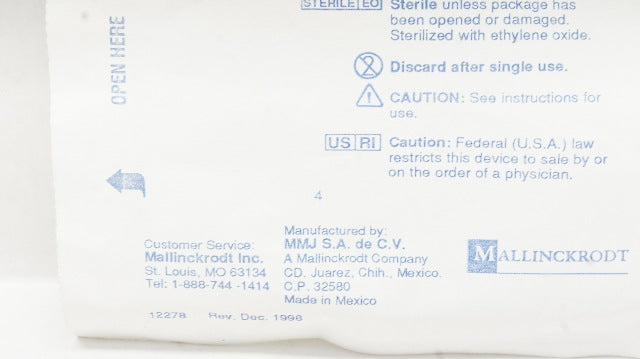 STERILE EO
Sterile unless package has
been opened or damaged.
Sterilized with ethylene oxide.
OPEN HERE
2
Discard after single use.
CAUTION: See instructions for
use.
US RI
Caution: Federal (U.S.A.) law
restricts this device to sale by or
on the order of a physician.
4
Customer Service:
Mallinckrodt Inc.
St. Louis, MO 63134
Tel: 1-888-744-1414
Manufactured by:
MMJ S.A. de C.V.
A Mallinckrodt Company
CD. Juarez, Chih., Mexico.
C.P. 32580
Made in Mexico
MALLINCKRODT
12278 Rev. Dec. 1998